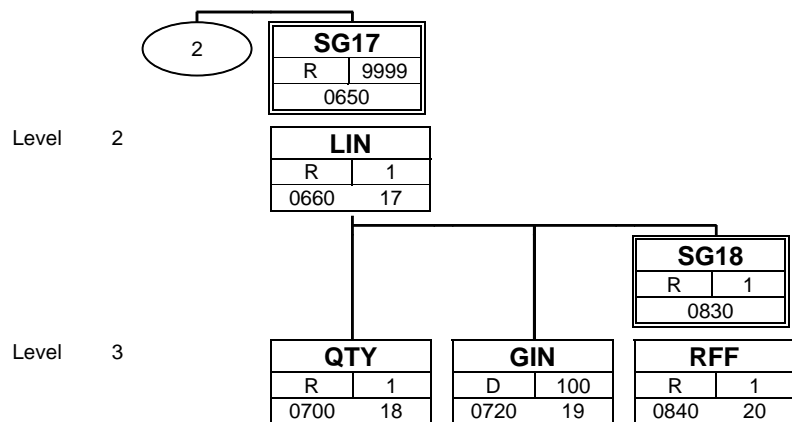 2
SG17
R 9999
0650
Level 2
LIN
R 1
0660 17
SG18
R 1
0830
Level 3
QTY GIN RFF
R 1 D 100 R 1
0700 18 0720 19 0840 20